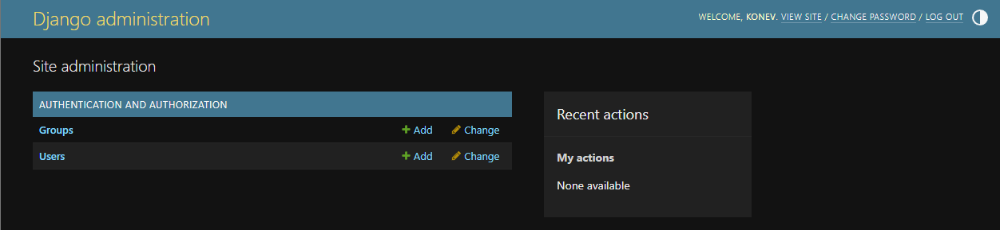 Django administration
WELCOME, KONEV. VIEW SITE / CHANGE PASSWORD / LOG OUT
Site administration
AUTHENTICATION AND AUTHORIZATION
Groups Add Change
Users Add Change
Recent actions
My actions
None available